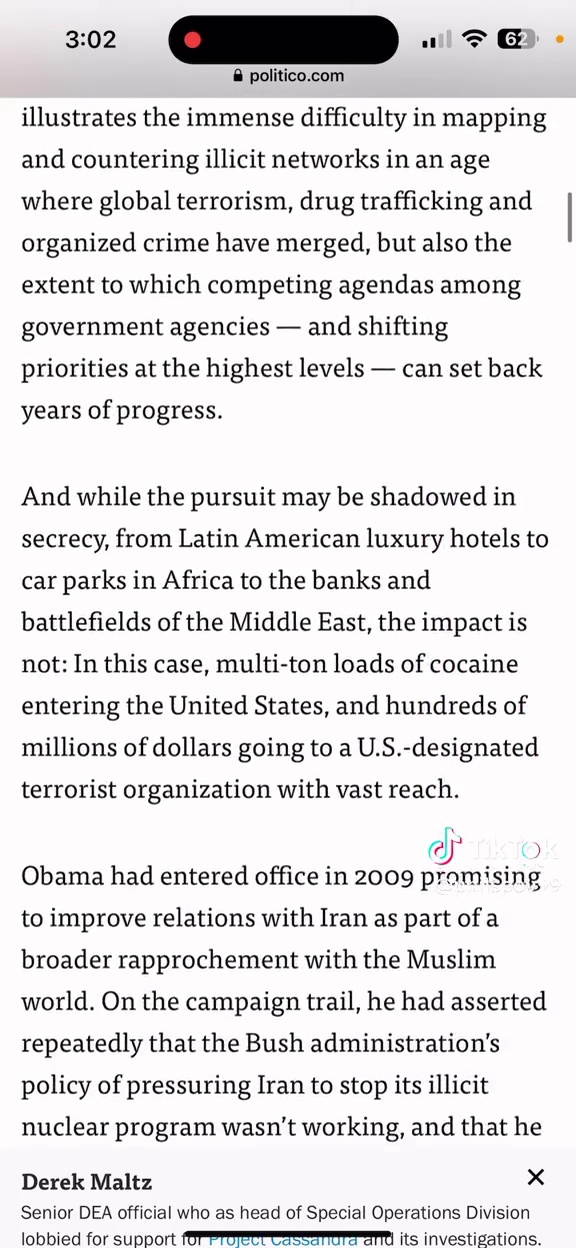 3:02
62
politico.com
illustrates the immense difficulty in mapping
and countering illicit networks in an age
where global terrorism, drug trafficking and
organized crime have merged, but also the
extent to which competing agendas among
government agencies — and shifting
priorities at the highest levels — can set back
years of progress.
And while the pursuit may be shadowed in
secrecy, from Latin American luxury hotels to
car parks in Africa to the banks and
battlefields of the Middle East, the impact is
not: In this case, multi-ton loads of cocaine
entering the United States, and hundreds of
millions of dollars going to a U.S.-designated
terrorist organization with vast reach.
TikTok
Obama had entered office in 2009 promising
to improve relations with Iran as part of a
broader rapprochement with the Muslim
world. On the campaign trail, he had asserted
repeatedly that the Bush administration’s
policy of pressuring Iran to stop its illicit
nuclear program wasn’t working, and that he
Derek Maltz
Senior DEA official who as head of Special Operations Division
lobbied for support for Project Cassandra and its investigations.